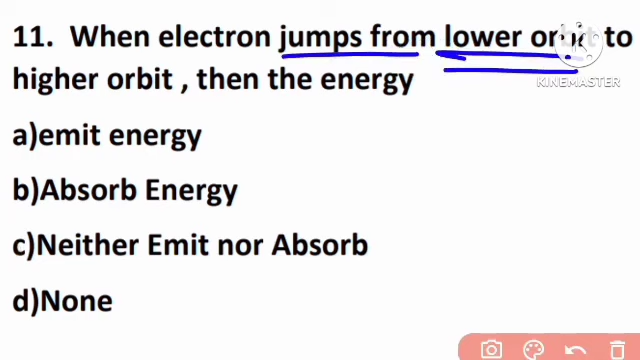 11. When electron jumps from lower orbit to
KINEMASTER
higher orbit , then the energy
a)emit energy
b)Absorb Energy
c)Neither Emit nor Absorb
d)None